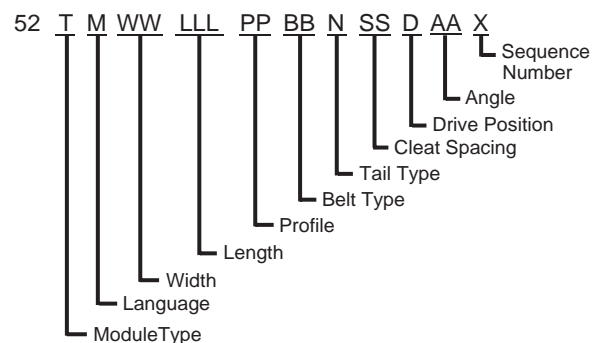 52 T M WW LLL PP BB N SS D AA X
Sequence
Number
Angle
Drive Position
Cleat Spacing
Tail Type
Belt Type
Profile
Length
Width
Language
ModuleType